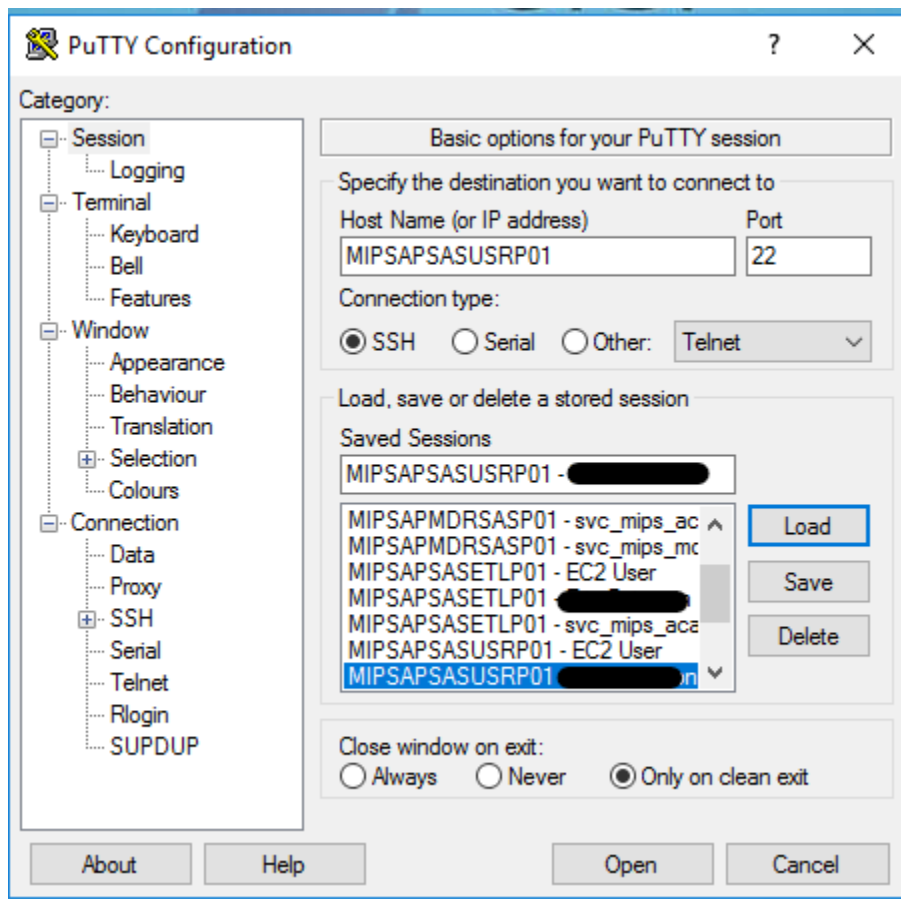 PuTTY Configuration
?
Category:
Session
Logging
Terminal
Keyboard
Bell
Features
Window
Appearance
Behaviour
Translation
Selection
Colours
Connection
Data
Proxy
SSH
Serial
Telnet
Rlogin
SUPDUP
Basic options for your PuTTY session
Specify the destination you want to connect to
Host Name (or IP address) Port
MIPSAPSASUSRP01 22
Connection type:
SSH Serial Other: Telnet
Load, save or delete a stored session
Saved Sessions
MIPSAPSASUSRP01 -
MIPSAPMDRSASP01 - svc_mips_ac
MIPSAPMDRSASP01 - svc_mips_mc
MIPSAPSASETLP01 - EC2 User
MIPSAPSASETLP01 -
MIPSAPSASETLP01 - svc_mips_aca
MIPSAPSASUSRP01 - EC2 User
MIPSAPSASUSRP01
Load
Save
Delete
Close window on exit:
Always Never Only on clean exit
About Help Open Cancel